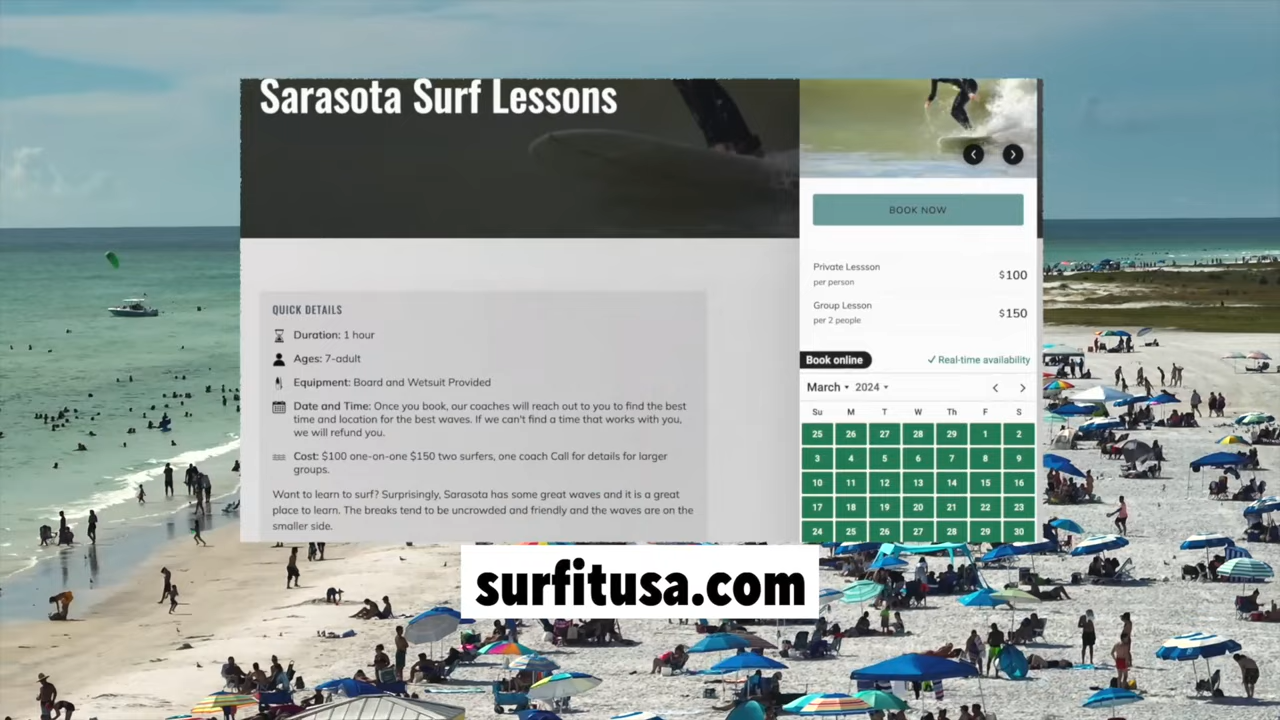 Sarasota Surf Lessons
QUICK DETAILS
Duration: 1 hour
Ages: 7-adult
Equipment: Board and Wetsuit Provided
Date and Time: Once you book, our coaches will reach out to you to find the best
time and location for the best waves. If we can't find a time that works with you,
we will refund you.
Cost: $100 one-on-one $150 two surfers, one coach Call for details for larger
groups.
Want to learn to surf? Surprisingly, Sarasota has some great waves and it is a great
place to learn. The breaks tend to be uncrowded and friendly and the waves are on the
smaller side.
BOOK NOW
Private Lessson
per person
$100
Group Lesson
per 2 people
$150
Book online
✓ Real-time availability
March 2024
Su M T W Th F S
25 26 27 28 29 1 2
3 4 5 6 7 8 9
10 11 12 13 14 15 16
17 18 19 20 21 22 23
24 25 26 27 28 29 30
surfitusa.com